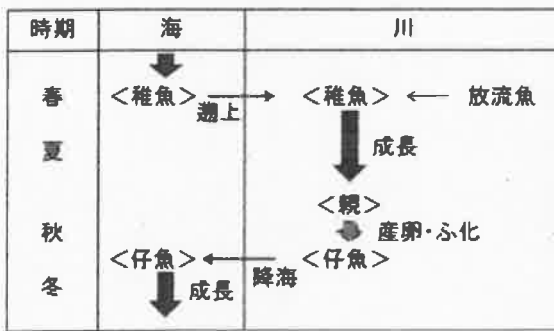 時期 海 川
春 <稚魚> 遡上 <稚魚> 放流魚
夏 成長
<親>
秋 産卵・ふ化
<仔魚> 降海 <仔魚>
冬 成長